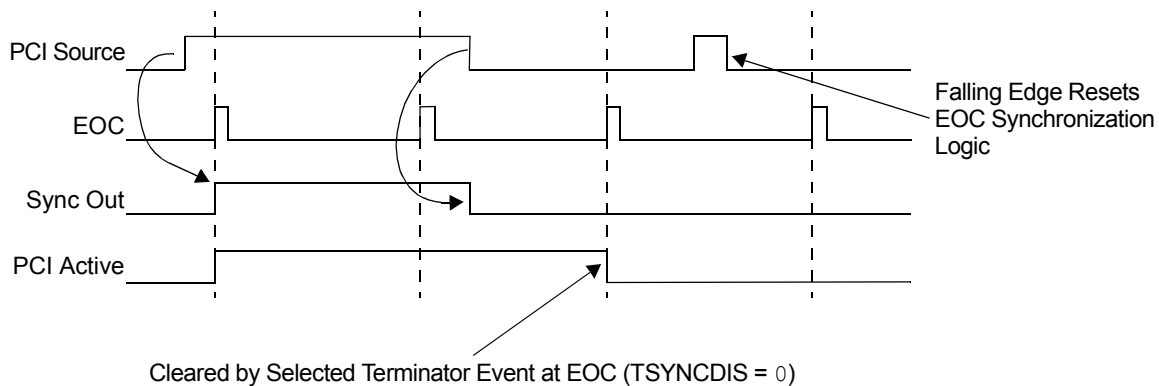 PCI Source
Falling Edge Resets
EOC Synchronization
Logic
EOC
Sync Out
PCI Active
Cleared by Selected Terminator Event at EOC (TSYNCDIS = 0)